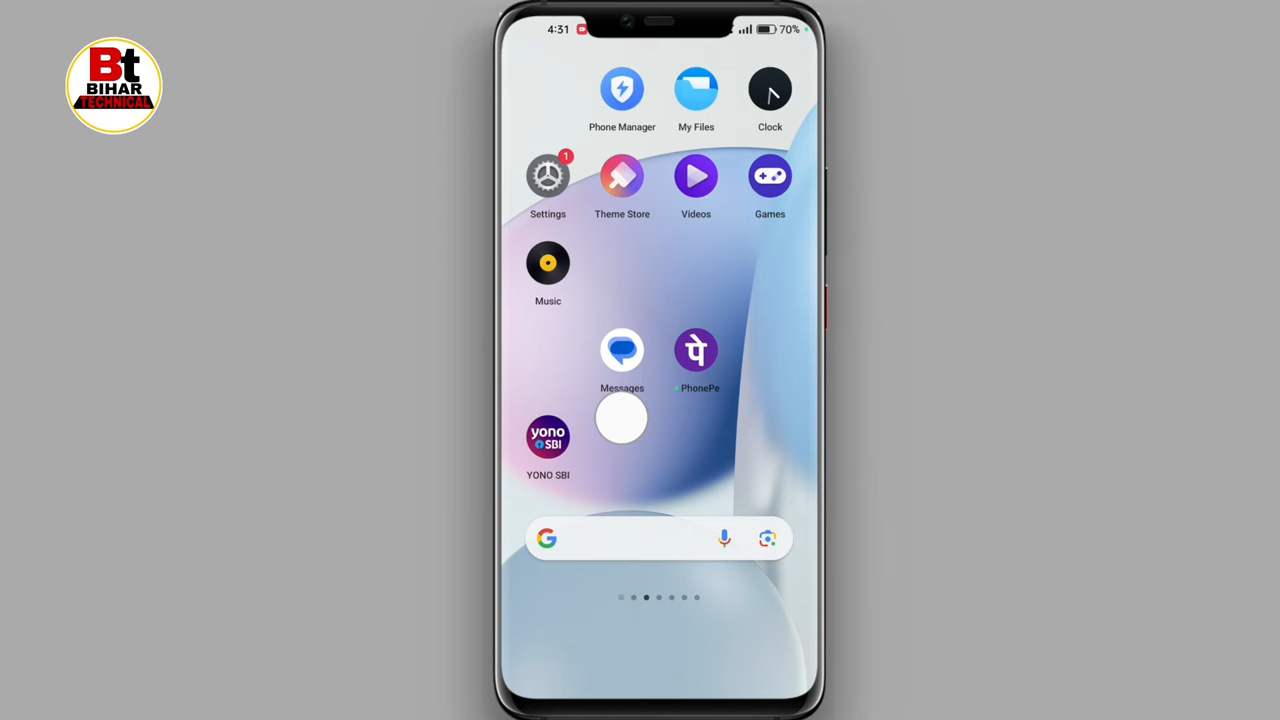 Bt
BIHAR
TECHNICAL
4:31
70%
Phone Manager
My Files
Clock
1
Settings
Theme Store
Videos
Games
Music
पे
Messages
PhonePe
yono
SBI
YONO SBI
G